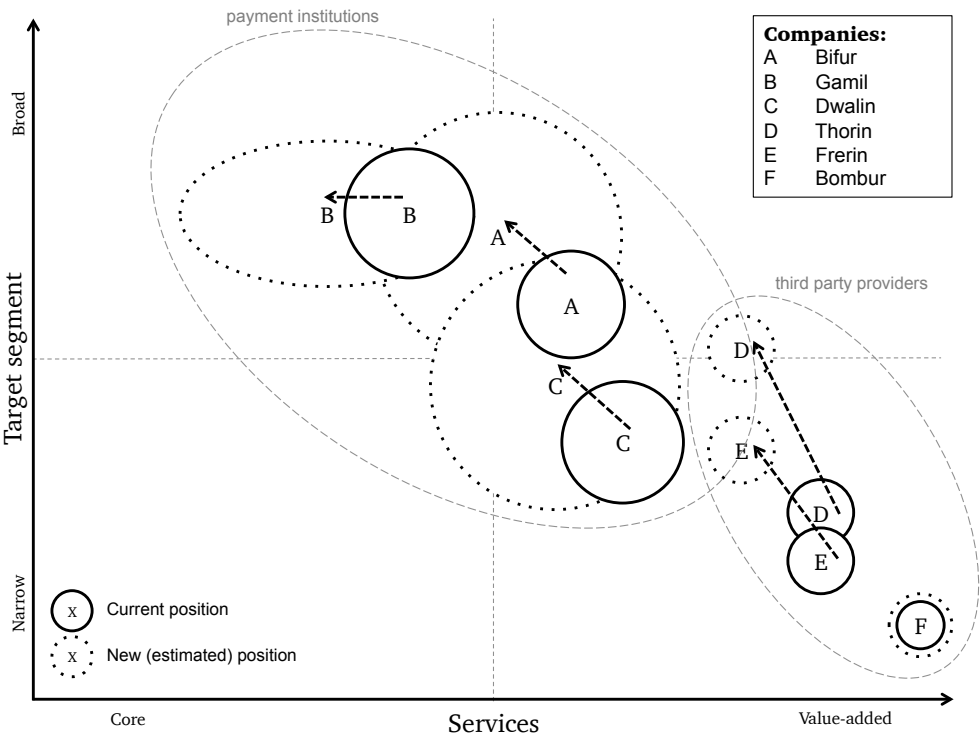 payment institutions
Companies:
A Bifur
B Gamil
C Dwalin
D Thorin
E Frerin
F Bombur
Broad
A
B B
A
third party providers
Target segment
D
C
C
E
D
E
Narrow
X Current position
F
X New (estimated) position
Core
Services
Value-added